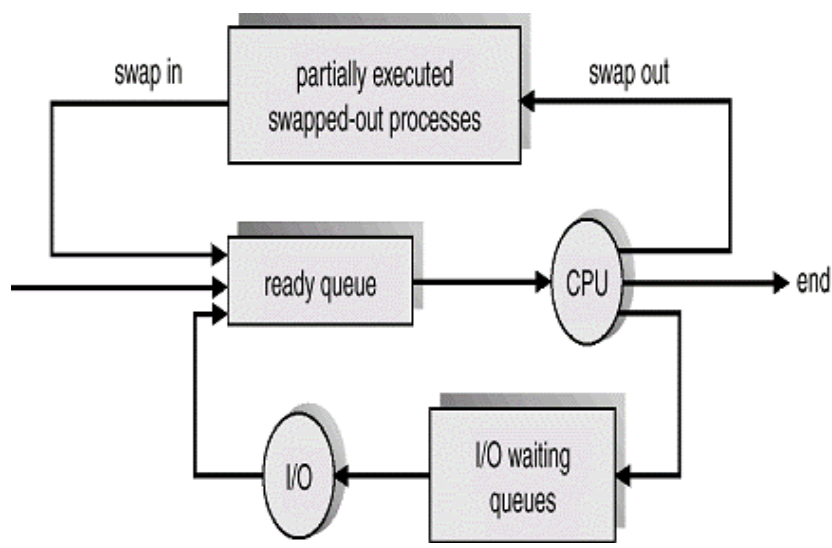 swap in
partially executed
swapped-out processes
swap out
ready queue
CPU
end
I/O
I/O waiting
queues